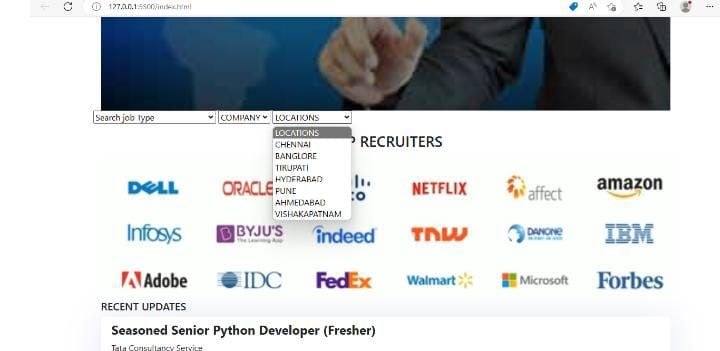 127.0.0.1:5500/index.html
Search job Type COMPANY LOCATIONS
LOCATIONS
CHENNAI
BANGLORE
TIRUPATI
HYDERABAD
PUNE
AHMEDABAD
VISHAKAPATNAM
RECRUITERS
DELL ORACLE NETFLIX affect amazon
Infosys BYJU'S The Learning App indeed TNW DANONE IBM
Adobe IDC FedEx Walmart Microsoft Forbes
RECENT UPDATES
Seasoned Senior Python Developer (Fresher)
Tata Consultancy Service